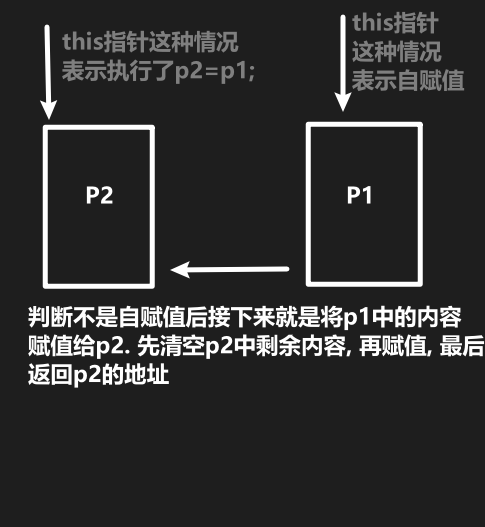 this指针这种情况
表示执行了p2=p1;
this指针
这种情况
表示自赋值
P2
P1
判断不是自赋值后接下来就是将p1中的内容
赋值给p2. 先清空p2中剩余内容, 再赋值, 最后
返回p2的地址